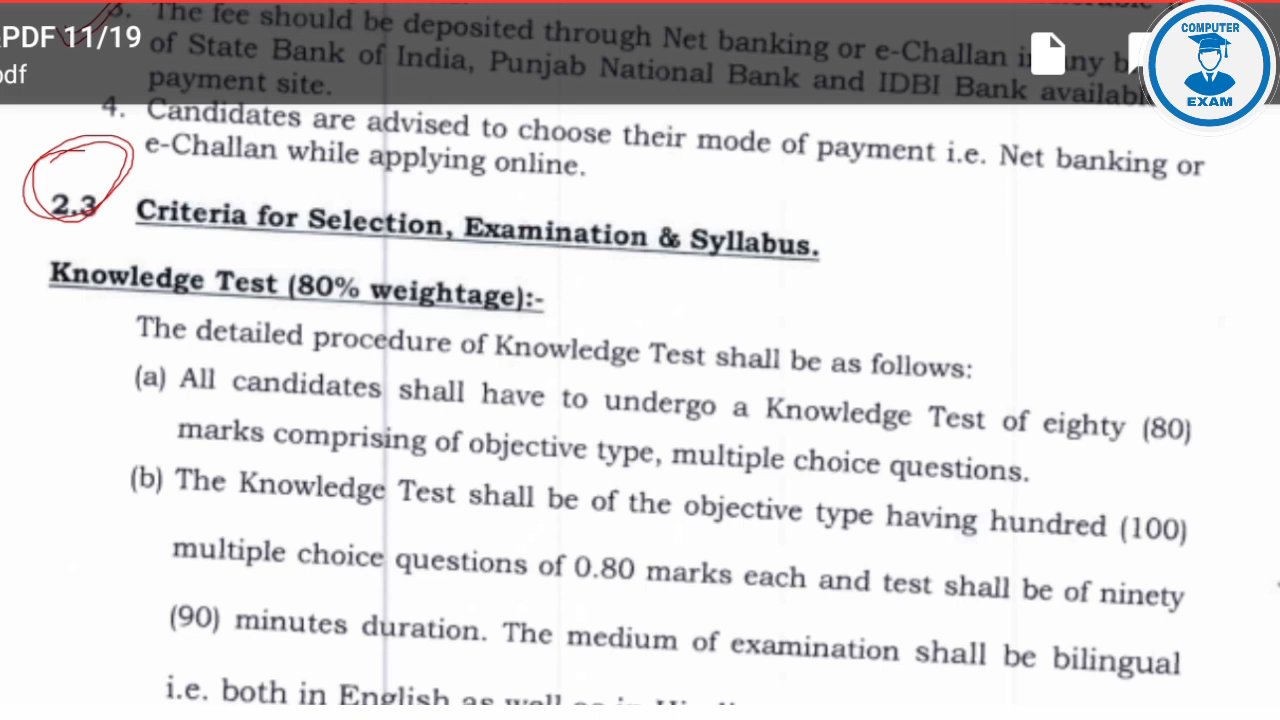 3. The fee should be deposited through Net banking or e-Challan in any
PDF 11/19
of State Bank of India, Punjab National Bank and IDBI Bank
pdf
payment site.
COMPUTER
EXAM
4. Candidates are advised to choose their mode of payment i.e. Net banking or
e-Challan while applying online.
2.3 Criteria for Selection, Examination & Syllabus.
Knowledge Test (80% weightage):-
The detailed procedure of Knowledge Test shall be as follows:
(a) All candidates shall have to undergo a Knowledge Test of eighty (80)
marks comprising of objective type, multiple choice questions.
(b) The Knowledge Test shall be of the objective type having hundred (100)
multiple choice questions of 0.80 marks each and test shall be of ninety
(90) minutes duration. The medium of examination shall be bilingual
i.e. both in English as well as in